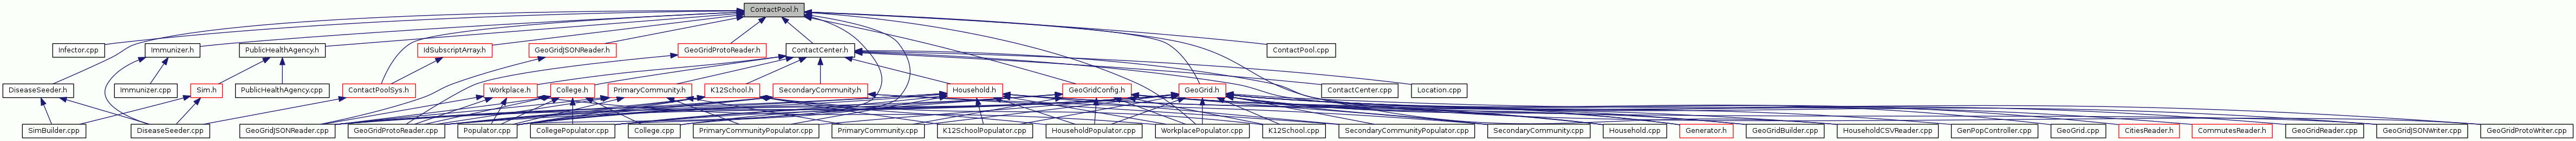 ContactPool.h
Infector.cpp
Immunizer.h
PublicHealthAgency.h
IdSubscriptArray.h
GeoGridJSONReader.h
GeoGridProtoReader.h
ContactCenter.h
ContactPool.cpp
DiseaseSeeder.h
Immunizer.cpp
Sim.h
PublicHealthAgency.cpp
ContactPoolSys.h
Workplace.h
College.h
PrimaryCommunity.h
K12School.h
SecondaryCommunity.h
Household.h
GeoGridConfig.h
GeoGrid.h
ContactCenter.cpp
Location.cpp
SimBuilder.cpp
DiseaseSeeder.cpp
GeoGridJSONReader.cpp
GeoGridProtoReader.cpp
Populator.cpp
CollegePopulator.cpp
College.cpp
PrimaryCommunityPopulator.cpp
PrimaryCommunity.cpp
K12SchoolPopulator.cpp
HouseholdPopulator.cpp
WorkplacePopulator.cpp
K12School.cpp
SecondaryCommunityPopulator.cpp
SecondaryCommunity.cpp
Household.cpp
Generator.h
GeoGridBuilder.cpp
HouseholdCSVReader.cpp
GenPopController.cpp
GeoGrid.cpp
CitiesReader.h
CommutesReader.h
GeoGridReader.cpp
GeoGridJSONWriter.cpp
GeoGridProtoWriter.cpp